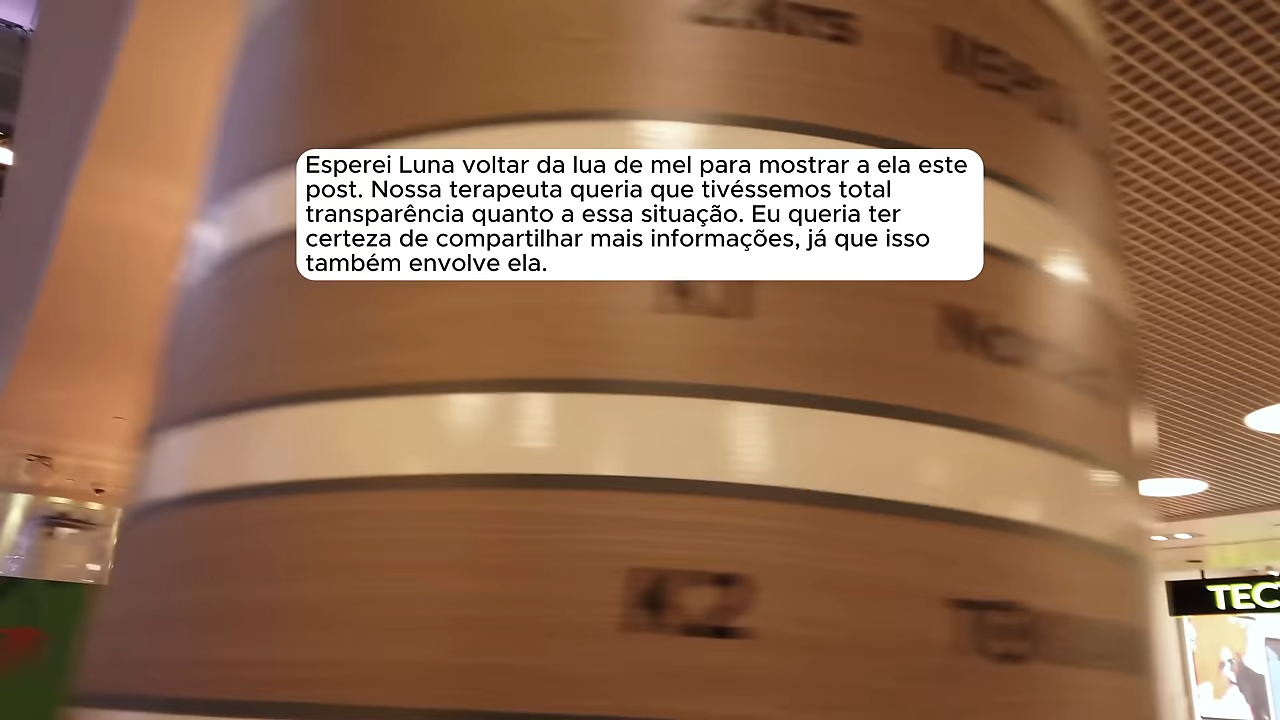 Esperei Luna voltar da lua de mel para mostrar a ela este
post. Nossa terapeuta queria que tivéssemos total
transparência quanto a essa situação. Eu queria ter
certeza de compartilhar mais informações, já que isso
também envolve ela.
TEC